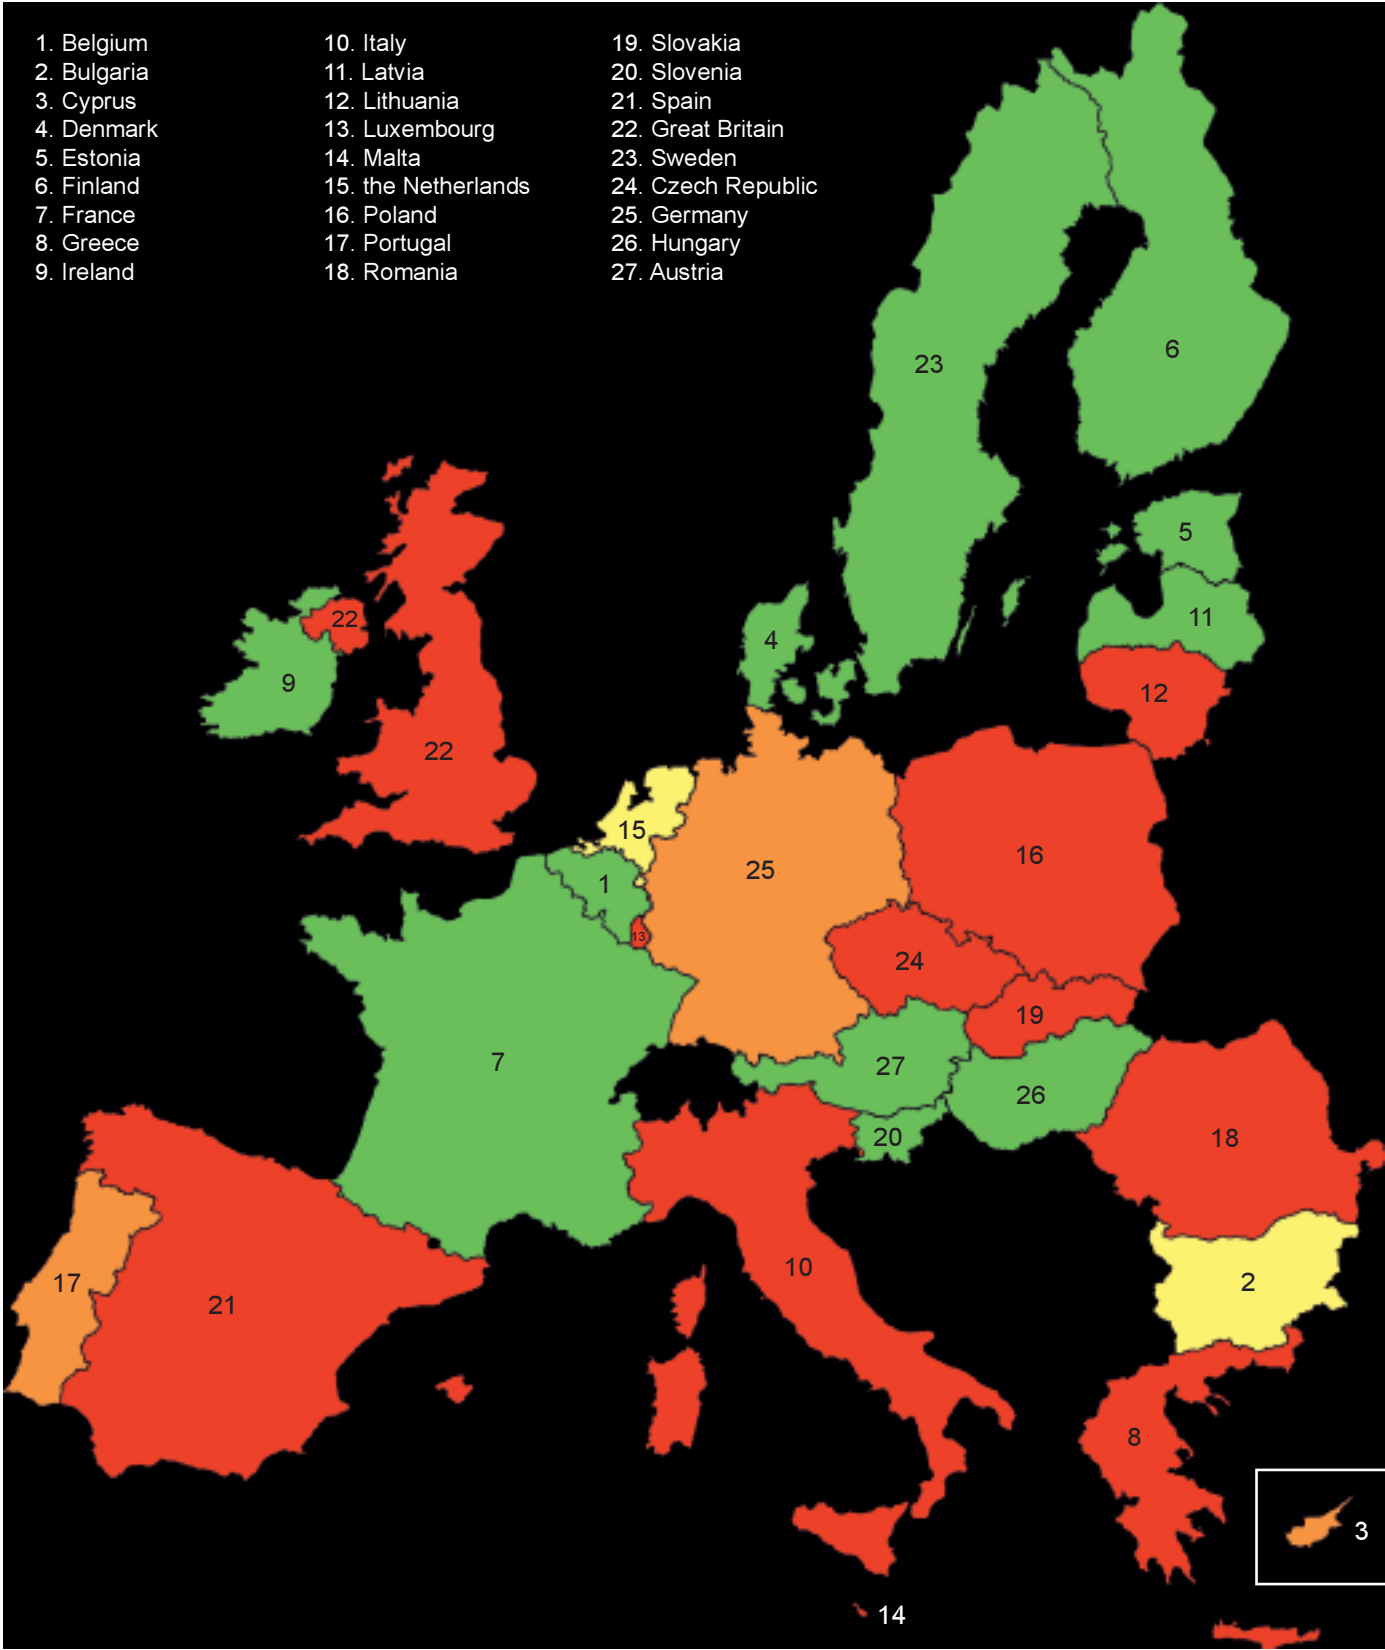 1. Belgium
2. Bulgaria
3. Cyprus
4. Denmark
5. Estonia
6. Finland
7. France
8. Greece
9. Ireland
10. Italy
11. Latvia
12. Lithuania
13. Luxembourg
14. Malta
15. the Netherlands
16. Poland
17. Portugal
18. Romania
19. Slovakia
20. Slovenia
21. Spain
22. Great Britain
23. Sweden
24. Czech Republic
25. Germany
26. Hungary
27. Austria
6
23
5
11
22
4
9
12
22
15
16
25
1
13
24
19
7
27
26
20
18
10
2
17
21
8
3
14